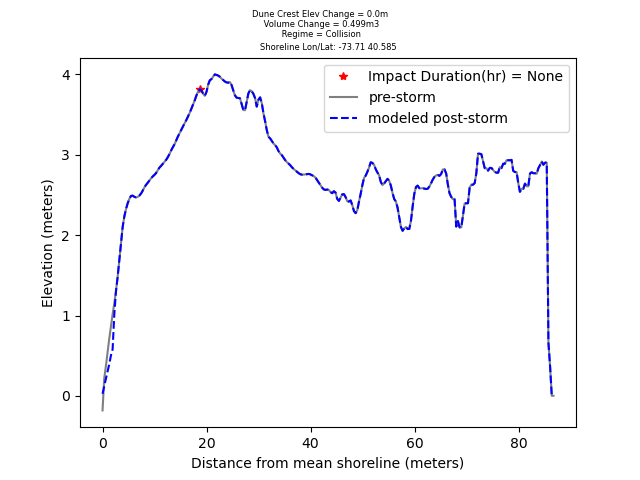 Dune Crest Elev Change = 0.0m
Volume Change = 0.499m3
Regime = Collision
Shoreline Lon/Lat: -73.71 40.585
Impact Duration(hr) = None
pre-storm
modeled post-storm
4
3
2
1
0
Elevation (meters)
0 20 40 60 80
Distance from mean shoreline (meters)